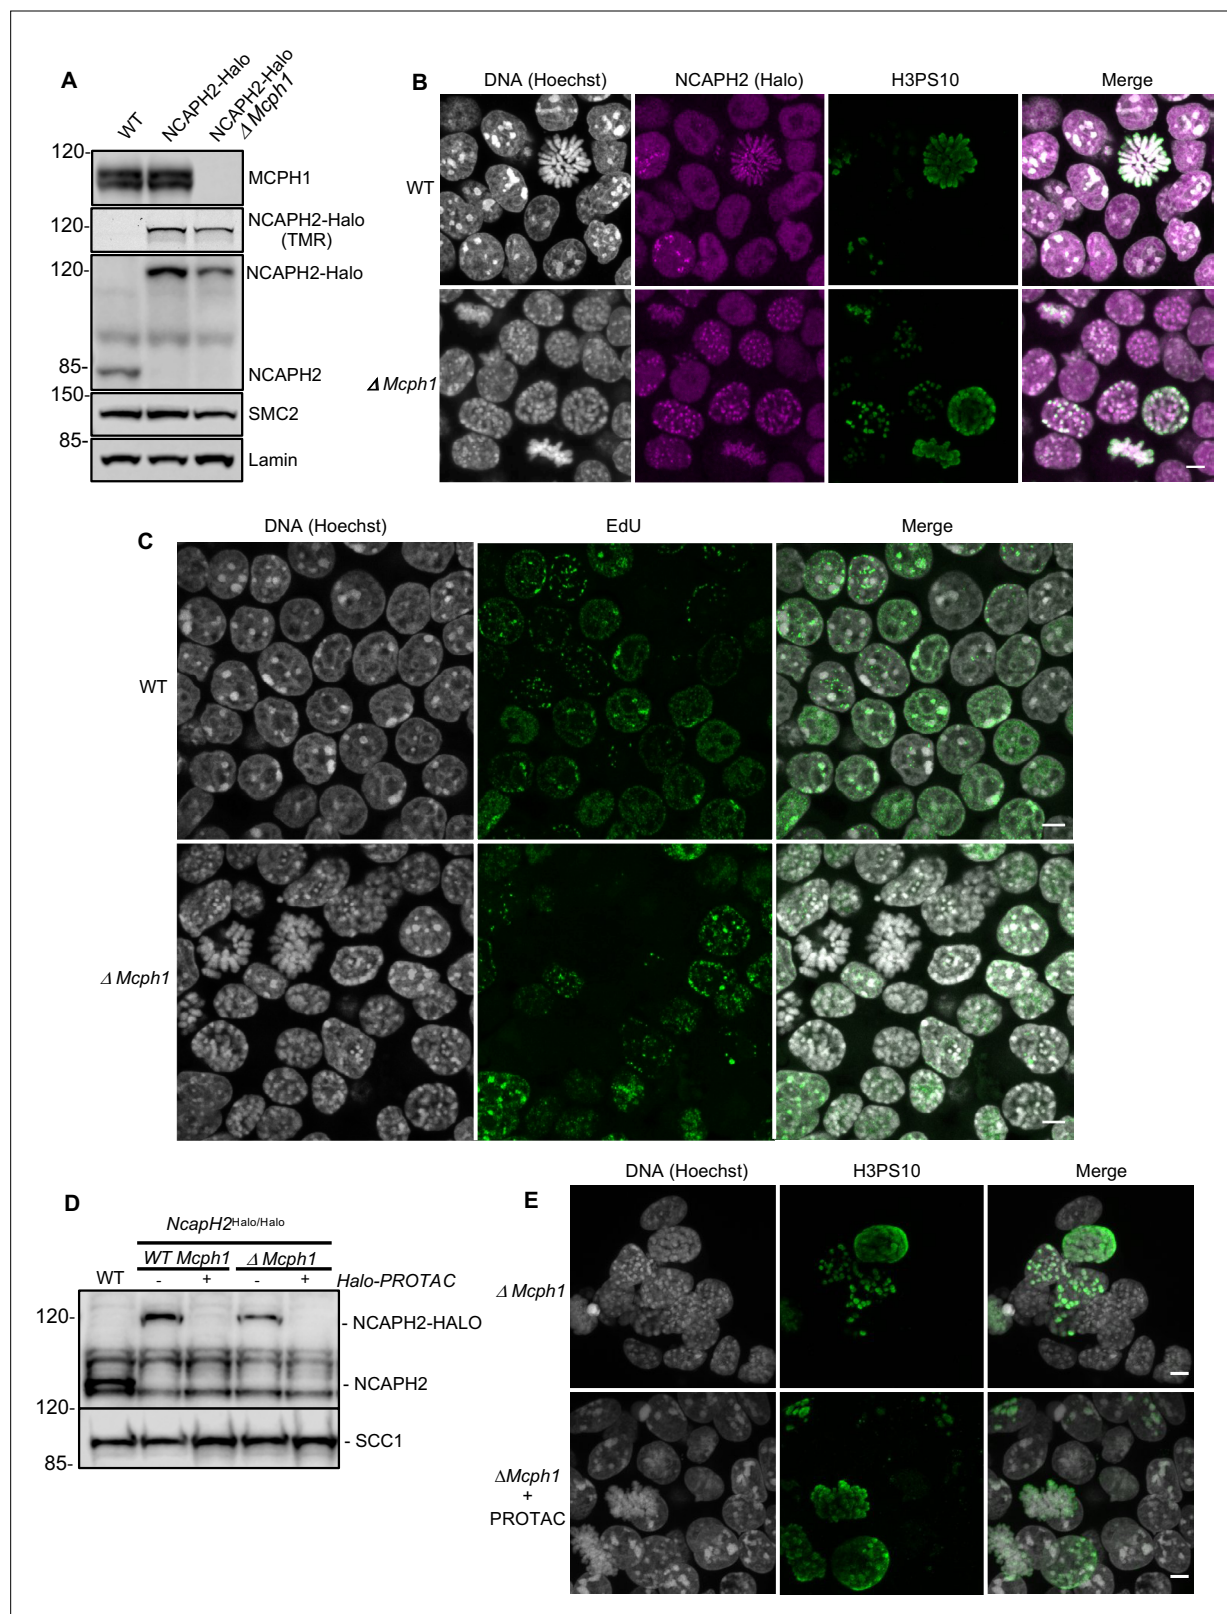 A
WT
NCAPH2-Halo
NCAPH2-Halo
Δ Mcph1
120-
MCPH1
120-
NCAPH2-Halo
(TMR)
120-
NCAPH2-Halo
85-
NCAPH2
150-
SMC2
85-
Lamin
B
DNA (Hoechst) NCAPH2 (Halo) H3PS10 Merge
WT
Δ Mcph1
C
DNA (Hoechst) EdU Merge
WT
Δ Mcph1
D
NcapH2Halo/Halo
WT Mcph1 Δ Mcph1
WT - + - + Halo-PROTAC
120-
- NCAPH2-HALO
- NCAPH2
120-
- SCC1
85-
E
DNA (Hoechst) H3PS10 Merge
Δ Mcph1
ΔMcph1
+
PROTAC